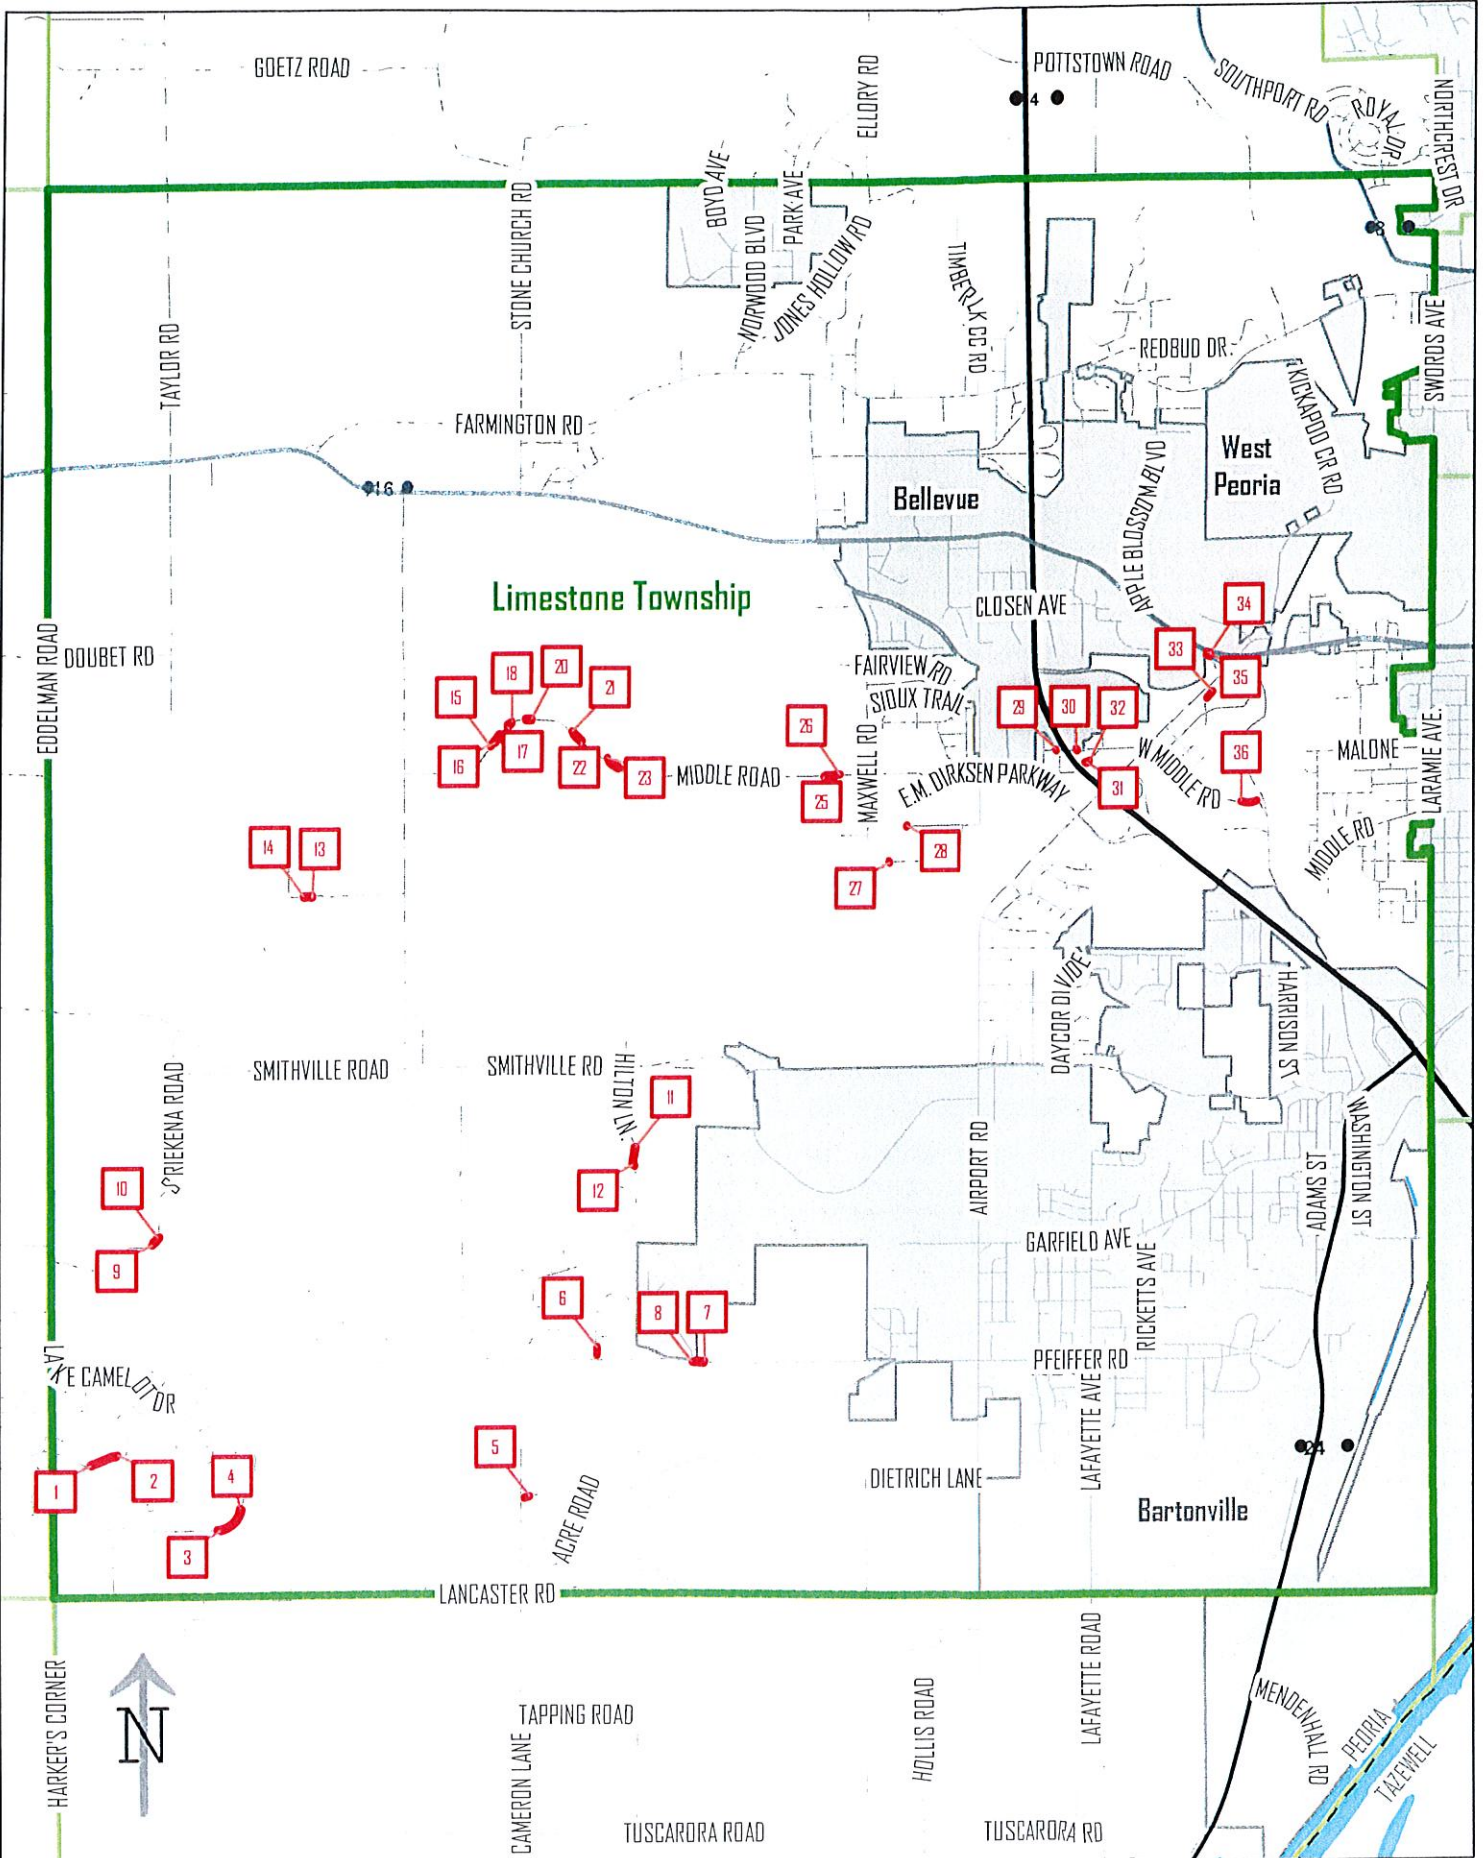 GOETZ ROAD
ELLORY RD
POTTSTOWN ROAD
SOUTHPORT RD
ROYAL DR
NORTHCREST DR
4
BOYD AVE
PARK AVE
STONE CHURCH RD
NORWOOD BLVD
JONES HOLLOW RD
TIMBER LK CC RD
8
TAYLOR RD
REDBUD DR.
SWORDS AVE
KICKAPOO CR RD
FARMINGTON RD
West
Peoria
APPLE BLOSSOM BLVD
Bellevue
Limestone Township
CLOSEN AVE
34
33
35
EDDELMAN ROAD
DOUBET RD
FAIRVIEW RD
SIOUX TRAIL
18
20
21
15
16
17
22
23
MIDDLE ROAD
26
25
MAXWELL RD
29
30
32
31
E.M. DIRKSEN PARKWAY
W MIDDLE RD
36
MALONE
LARAMIE AVE.
MIDDLE RD
14
13
28
27
DAYCOR DIVIDE
HARRISON ST.
SMITHVILLE ROAD
SMITHVILLE RD
HILTON LN.
11
12
S RIEKENA ROAD
10
9
AIRPORT RD
ADAMS ST
WASHINGTON ST
GARFIELD AVE
RICKETTS AVE
6
8
7
PFEIFFER RD
LAKE CAMELOT DR
LAFAYETTE AVE
1
2
4
3
5
24
DIETRICH LANE
ACRE ROAD
Bartonville
LANCASTER RD
HARKER'S CORNER
N
TAPPING ROAD
CAMERON LANE
HOLLIS ROAD
LAFAYETTE ROAD
MENDENHALL RD
PEORIA
TAZEWELL
TUSCARORA ROAD
TUSCARORA RD